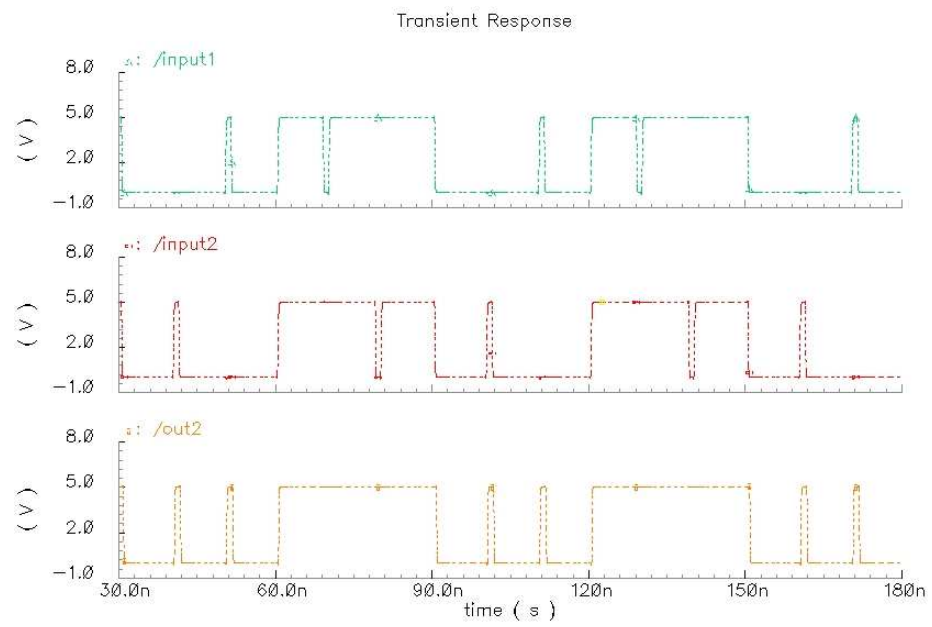 Transient Response
: /input1
8.0
5.0
2.0
-1.0
( V )
: /input2
8.0
5.0
2.0
-1.0
( V )
: /out2
8.0
5.0
2.0
-1.0
( V )
30.0n 60.0n 90.0n 120n 150n 180n
time ( s )